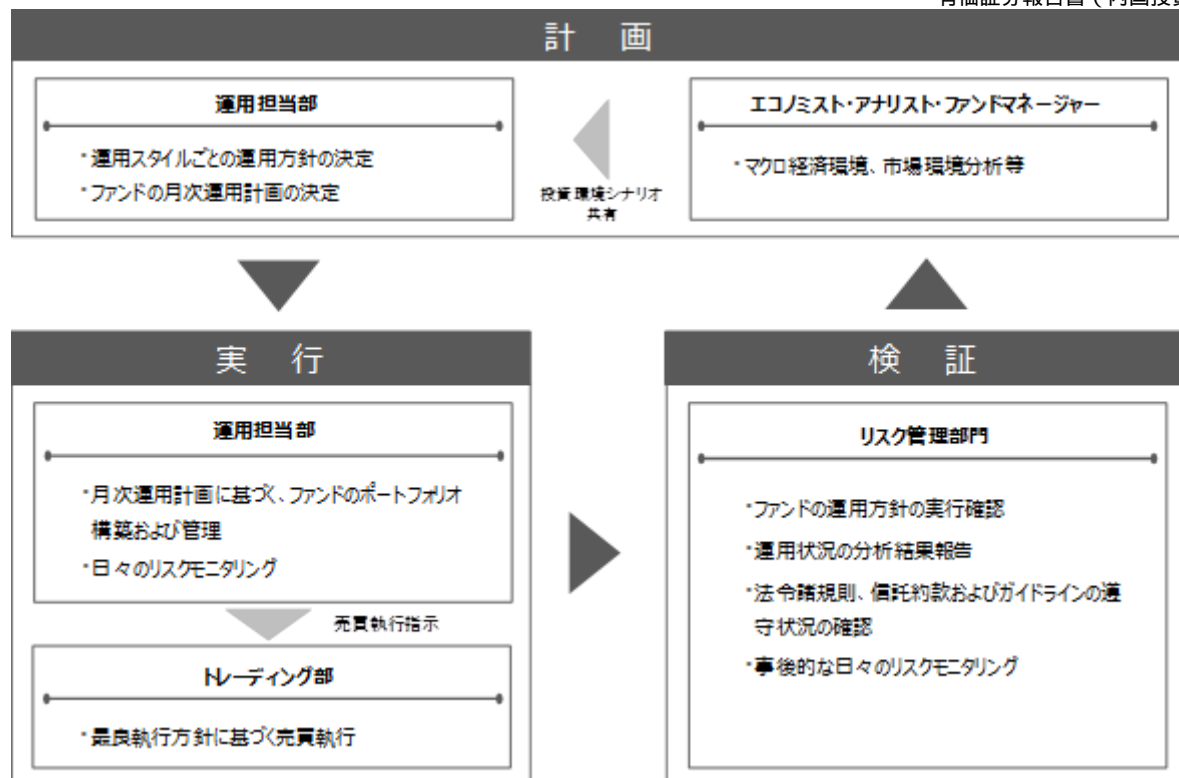 計 画
運用担当部
・運用スタイルごとの運用方針の決定
・ファンドの月次運用計画の決定
投資環境シナリオ
共有
エコノミスト・アナリスト・ファンドマネージャー
・マクロ経済環境、市場環境分析等
実 行
運用担当部
・月次運用計画に基づく、ファンドのポートフォリオ
構築および管理
・日々のリスクモニタリング
売買執行指示
トレーディング部
・最良執行方針に基づく売買執行
検 証
リスク管理部門
・ファンドの運用方針の実行確認
・運用状況の分析結果報告
・法令諸規則、信託約款およびガイドラインの遵
守状況の確認
・事後的な日々のリスクモニタリング